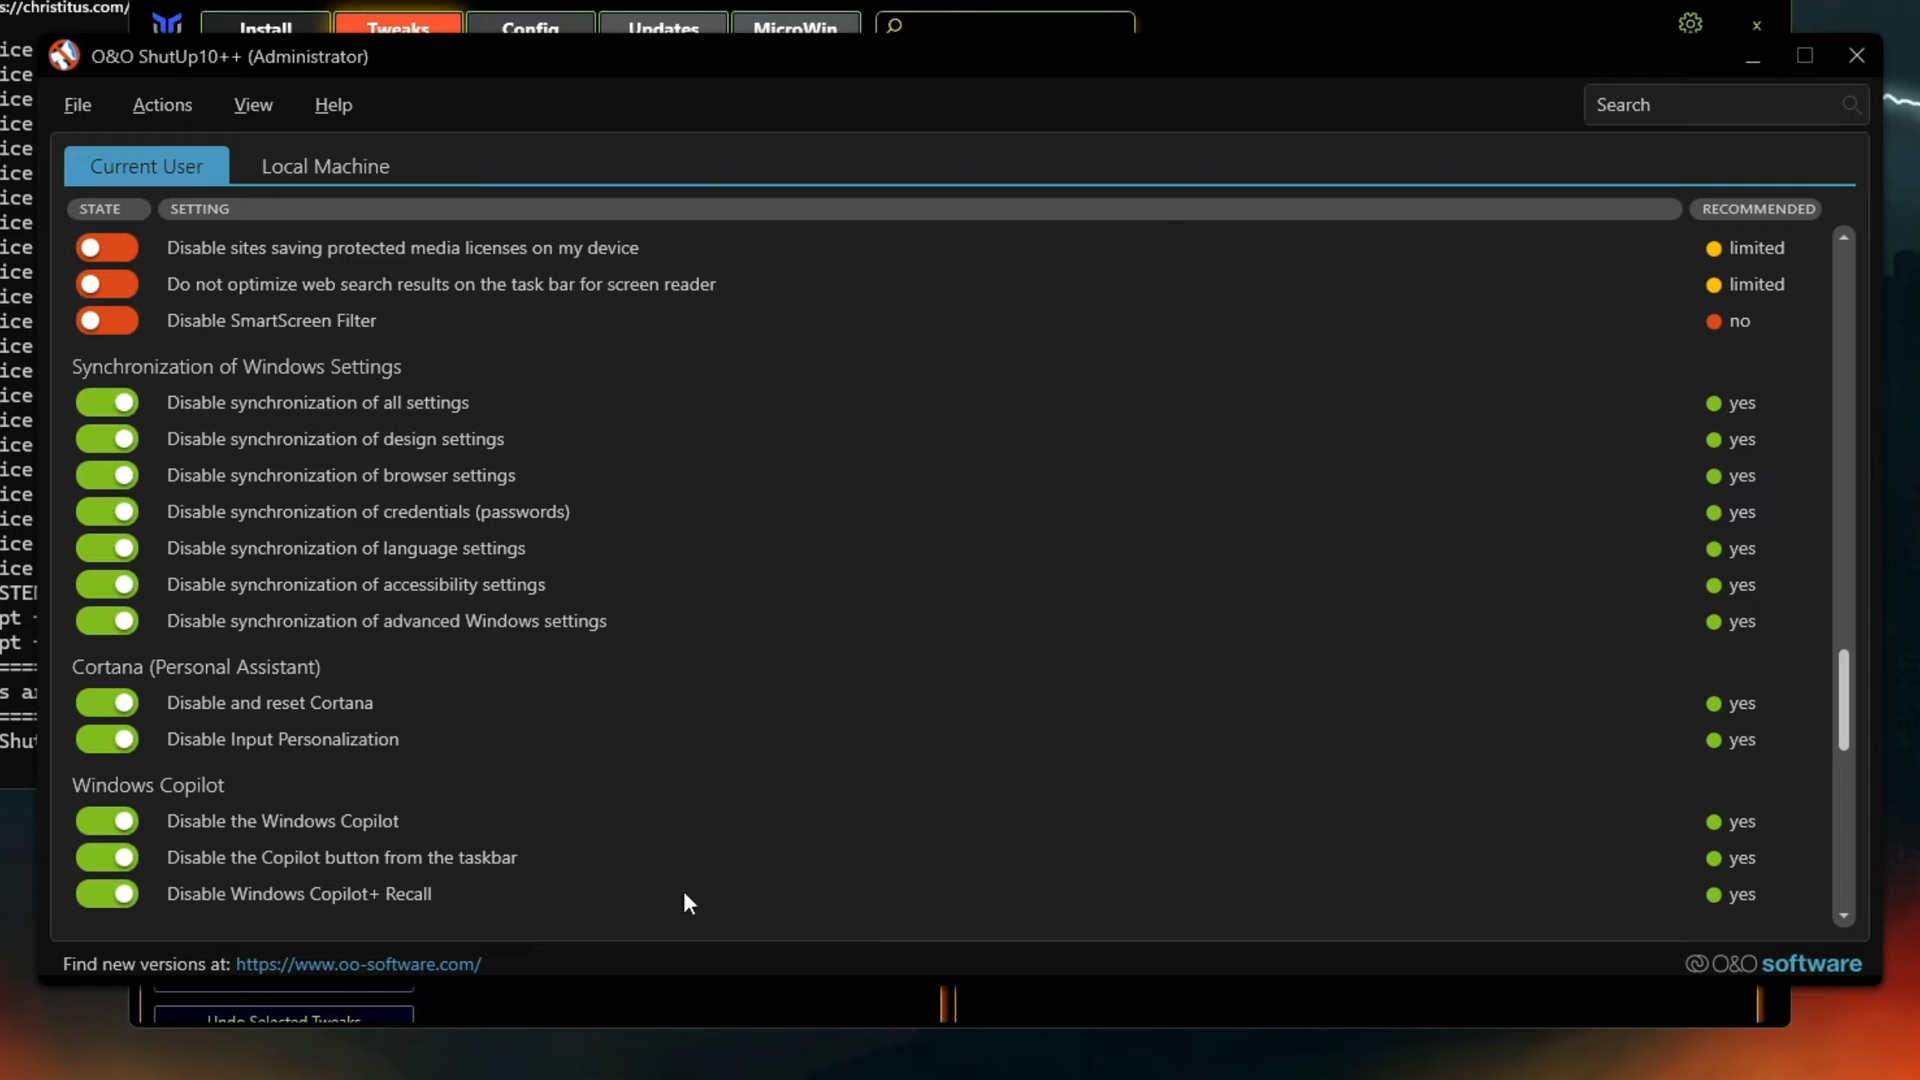 s://christitus.com/
Install
Tweaks
Config
Updates
MicroWin
x
O&O ShutUp10++ (Administrator)
File
Actions
View
Help
Search
Current User
Local Machine
STATE
SETTING
RECOMMENDED
Disable sites saving protected media licenses on my device
limited
Do not optimize web search results on the task bar for screen reader
limited
Disable SmartScreen Filter
no
Synchronization of Windows Settings
Disable synchronization of all settings
yes
Disable synchronization of design settings
yes
Disable synchronization of browser settings
yes
Disable synchronization of credentials (passwords)
yes
Disable synchronization of language settings
yes
Disable synchronization of accessibility settings
yes
Disable synchronization of advanced Windows settings
yes
Cortana (Personal Assistant)
Disable and reset Cortana
yes
Disable Input Personalization
yes
Windows Copilot
Disable the Windows Copilot
yes
Disable the Copilot button from the taskbar
yes
Disable Windows Copilot+ Recall
yes
Find new versions at: https://www.oo-software.com/
O&O software
Undo Selected Tweaks